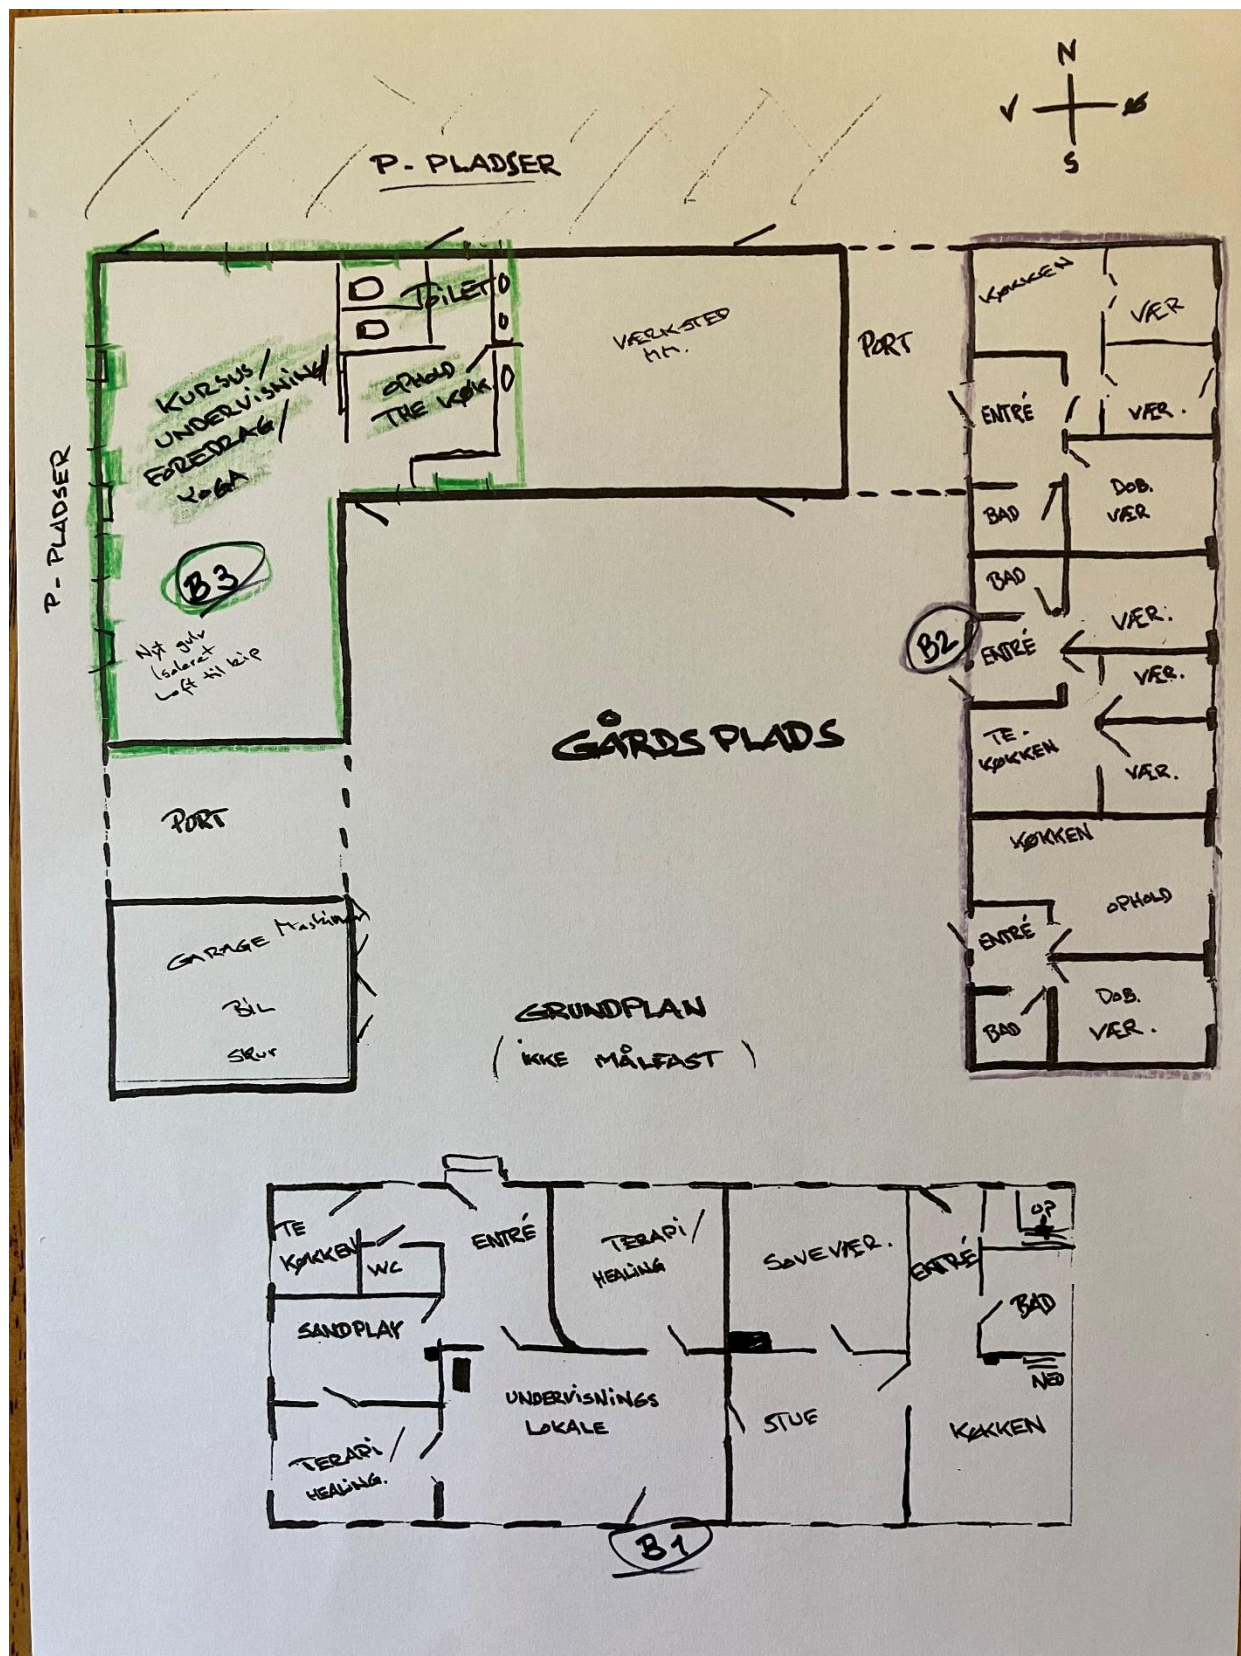 N
V
S
P-PLADSER
KØKKEN
VÆR
TOILET
VÆRKSTED
MM.
PORT
KURSUS/
UNDERVISNING/
FOREDRAG/
YOGA
OPHOLD
THE KØK.
ENTRÉ
VÆR.
P-PLADSER
BAD
DOB.
VÆR
B3
BAD
Nyt gulv
Isoleret
Loft til kip
B2
ENTRÉ
VÆR.
VÆR.
GÅRDSPLADS
TE.
KØKKEN
VÆR.
PORT
KØKKEN
OPHOLD
GARAGE Maskiner
BIL
SKUR
ENTRÉ
BAD
DOB.
VÆR.
GRUNDPLAN
(IKKE MÅLFAST)
TE
KØKKEN
WC
ENTRÉ
TERAPI/
HEALING
SOVEVÆR.
ENTRÉ
OP
BAD
SANDPLAY
NED
UNDERVISNINGS
LOKALE
STUE
KØKKEN
TERAPI/
HEALING.
B1